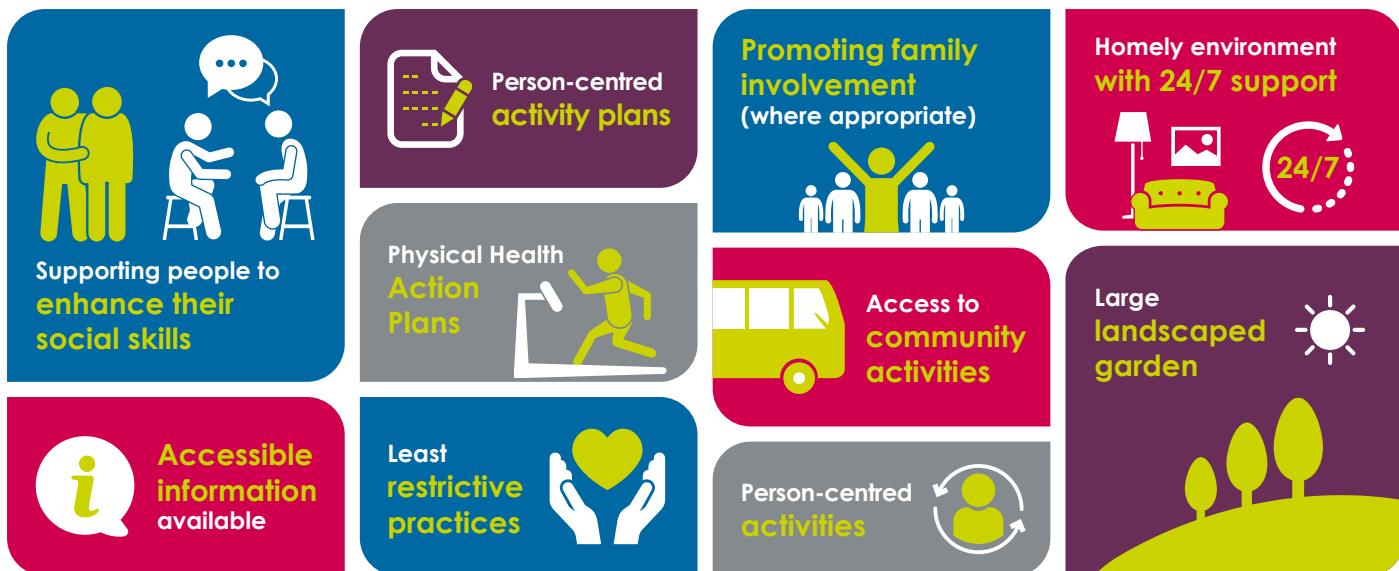 Supporting people to
enhance their
social skills
Accessible
information
available
Person-centred
activity plans
Physical Health
Action
Plans
Least
restrictive
practices
Promoting family
involvement
(where appropriate)
Access to
community
activities
Person-centred
activities
Homely environment
with 24/7 support
24/7
Large
landscaped
garden